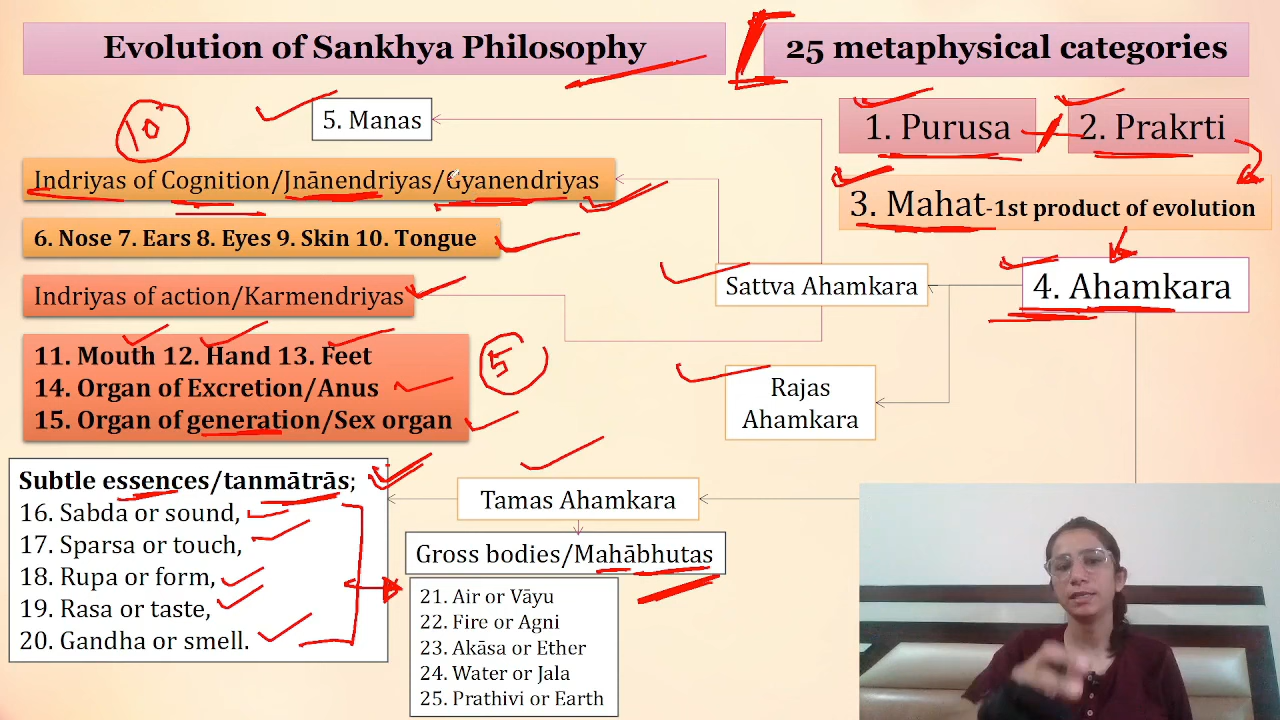 Evolution of Sankhya Philosophy
25 metaphysical categories
1. Purusa
2. Prakrti
3. Mahat-1st product of evolution
4. Ahamkara
5. Manas
10
Indriyas of Cognition/Jnānendriyas/Gyanendriyas
6. Nose 7. Ears 8. Eyes 9. Skin 10. Tongue
Sattva Ahamkara
Indriyas of action/Karmendriyas
11. Mouth 12. Hand 13. Feet
14. Organ of Excretion/Anus
15. Organ of generation/Sex organ
5
Rajas
Ahamkara
Subtle essences/tanmātrās;
16. Sabda or sound,
17. Sparsa or touch,
18. Rupa or form,
19. Rasa or taste,
20. Gandha or smell.
Tamas Ahamkara
Gross bodies/Mahābhutas
21. Air or Vāyu
22. Fire or Agni
23. Akāsa or Ether
24. Water or Jala
25. Prathivi or Earth